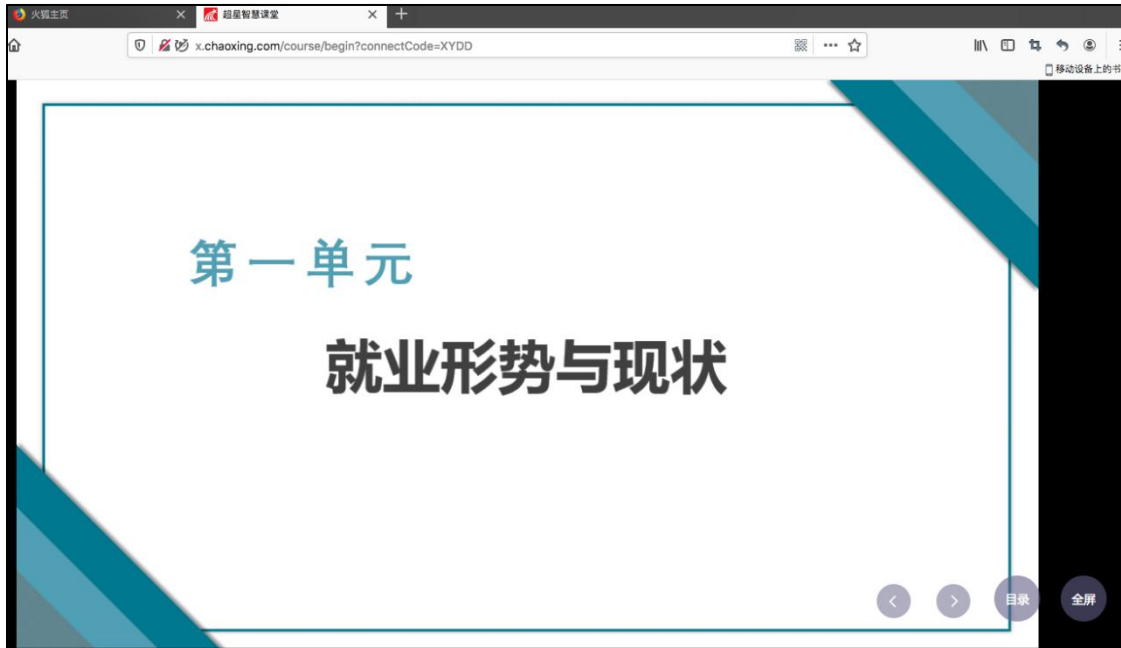 火狐主页
超星智慧课堂
x.chaoxing.com/course/begin?connectCode=XYDD
移动设备上的书
第一单元
就业形势与现状
目录
全屏